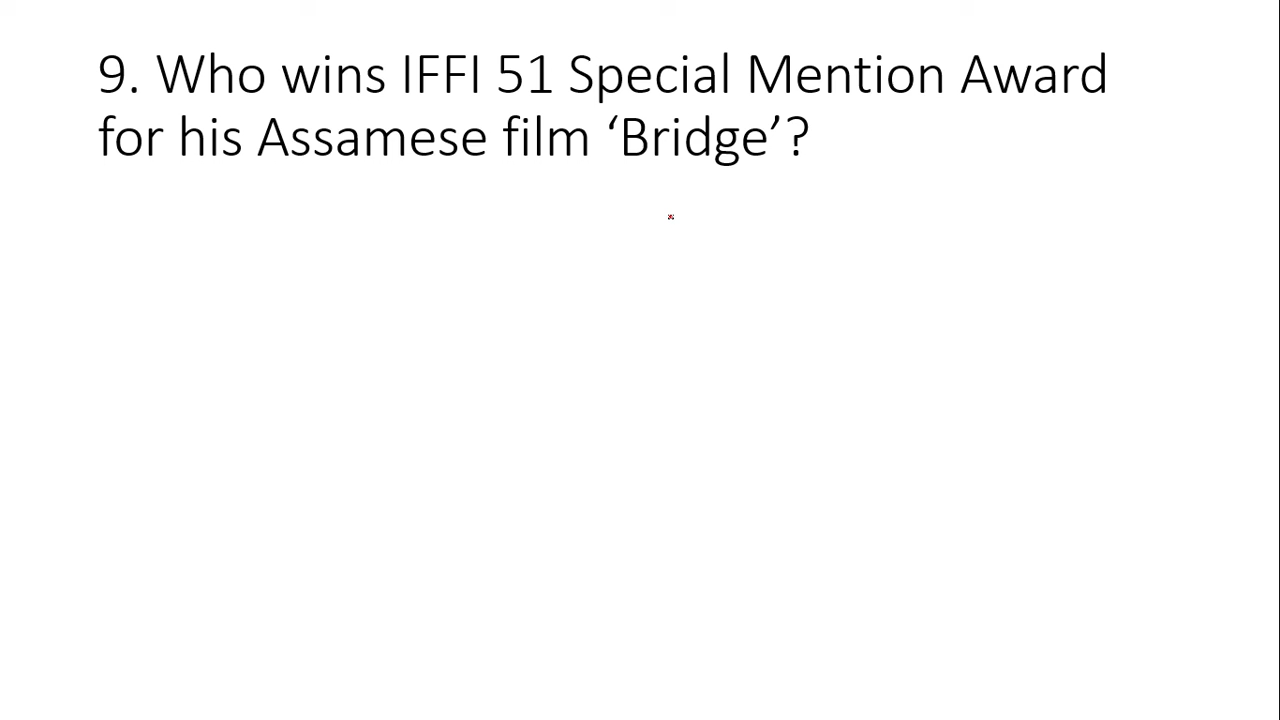 9. Who wins IFFI 51 Special Mention Award
for his Assamese film ‘Bridge’?